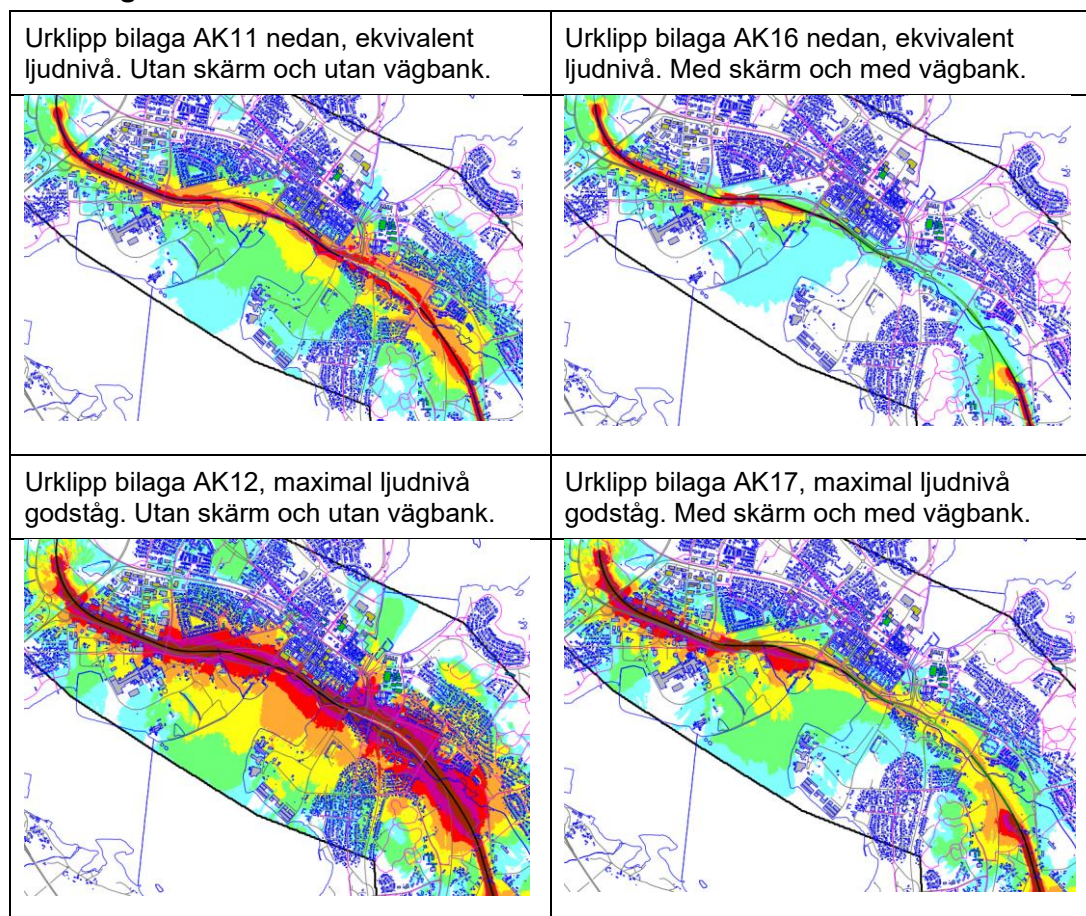 Urklipp bilaga AK11 nedan, ekvivalent
ljudnivå. Utan skärm och utan vägbank.
Urklipp bilaga AK16 nedan, ekvivalent
ljudnivå. Med skärm och med vägbank.
Urklipp bilaga AK12, maximal ljudnivå
godståg. Utan skärm och utan vägbank.
Urklipp bilaga AK17, maximal ljudnivå
godståg. Med skärm och med vägbank.